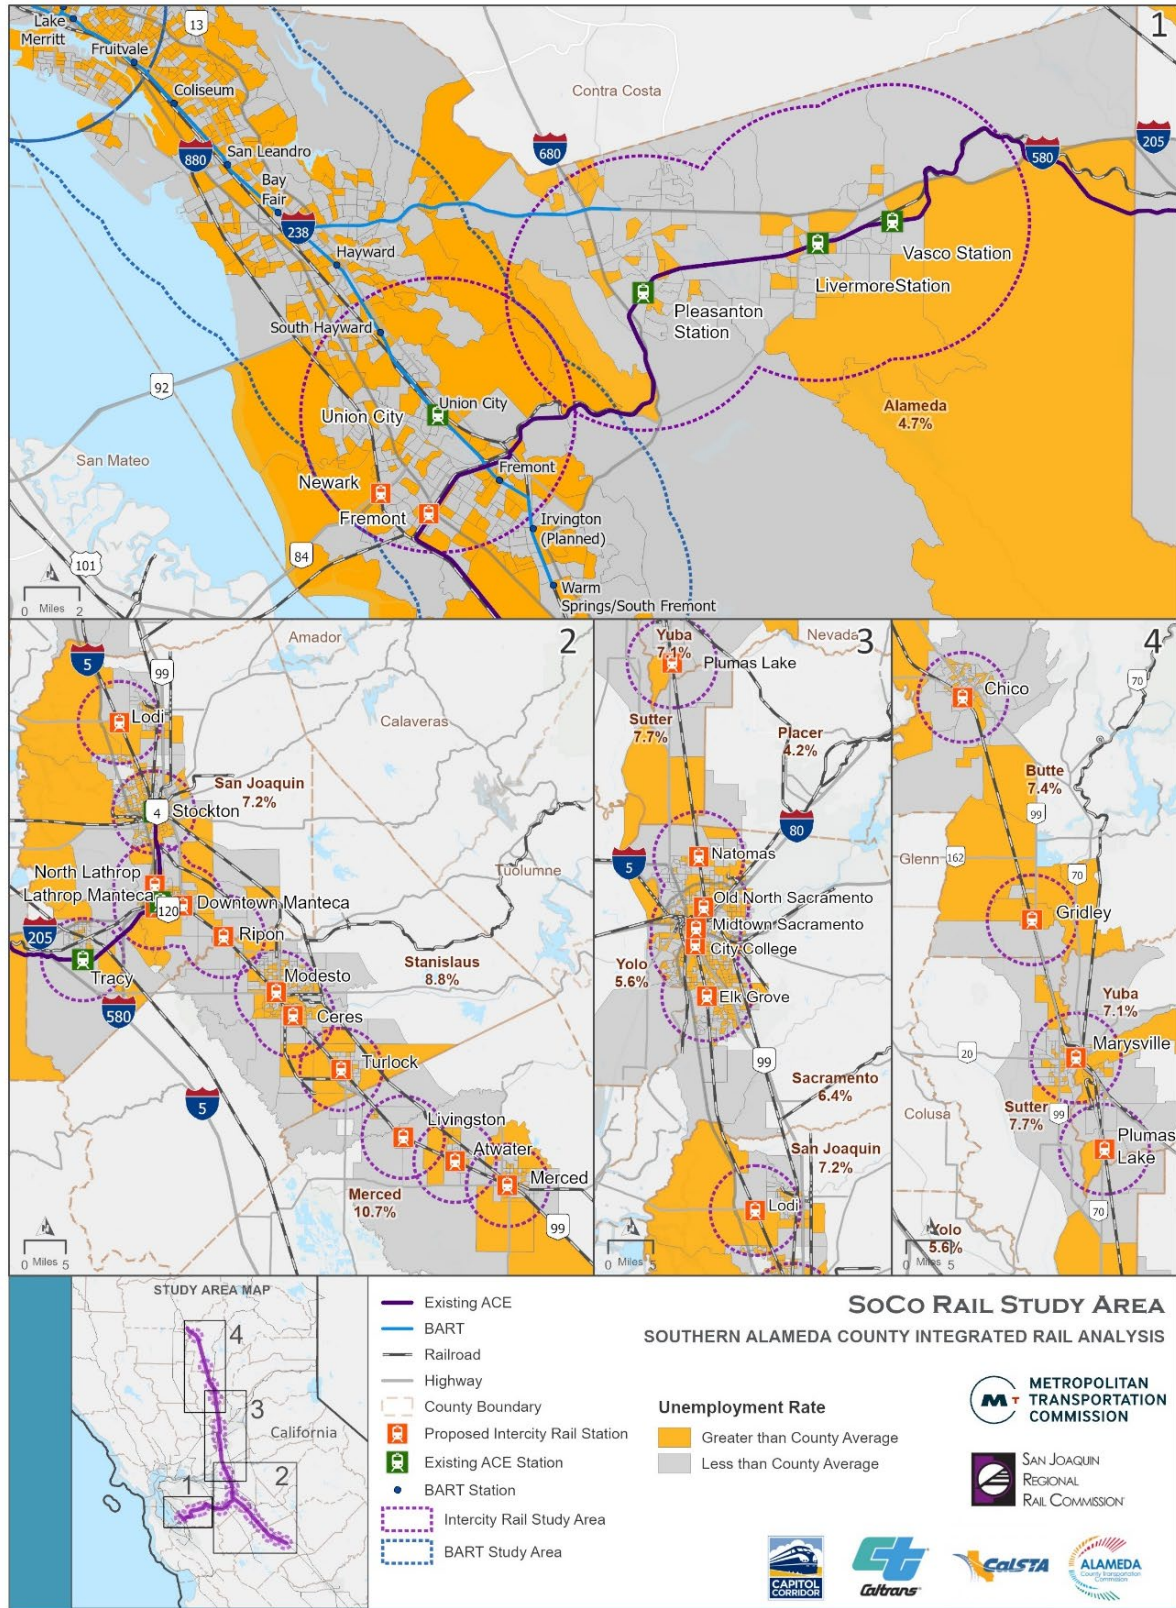 1
Lake
Merritt
13
Fruitvale
Coliseum
Contra Costa
680
205
580
880
San Leandro
Bay
Fair
238
Hayward
Vasco Station
LivermoreStation
Pleasanton
Station
South Hayward
92
Union City
Union City
Alameda
4.7%
San Mateo
Newark
Fremont
Fremont
Irvington
(Planned)
84
101
Warm
Springs/South Fremont
0 Miles 2
2
Amador
5
99
Lodi
Calaveras
San Joaquin
7.2%
4
Stockton
North Lathrop
Lathrop Manteca
120
Downtown Manteca
Tuolumne
205
Ripon
Tracy
Stanislaus
8.8%
Modesto
580
Ceres
Turlock
5
Livingston
Atwater
Merced
Merced
10.7%
99
0 Miles 5
3
Yuba
7.1%
Nevada
Plumas Lake
Sutter
7.7%
Placer
4.2%
80
5
Natomas
Old North Sacramento
Midtown Sacramento
City College
Yolo
5.6%
Elk Grove
99
Sacramento
6.4%
San Joaquin
7.2%
Lodi
0 Miles 5
4
70
Chico
Butte
7.4%
99
Glenn
162
70
Gridley
Yuba
7.1%
Marysville
20
Sutter
7.7%
99
Colusa
Plumas
Lake
70
Yolo
5.6%
0 Miles 5
STUDY AREA MAP
4
3
California
2
1
Existing ACE
BART
Railroad
Highway
County Boundary
Proposed Intercity Rail Station
Existing ACE Station
BART Station
Intercity Rail Study Area
BART Study Area
SoCo Rail Study Area
SOUTHERN ALAMEDA COUNTY INTEGRATED RAIL ANALYSIS
Unemployment Rate
Greater than County Average
Less than County Average
MT
METROPOLITAN
TRANSPORTATION
COMMISSION
San Joaquin
Regional
Rail Commission
CAPITOL
CORRIDOR
Ct
Caltrans
CalSTA
ALAMEDA
County Transportation
Commission